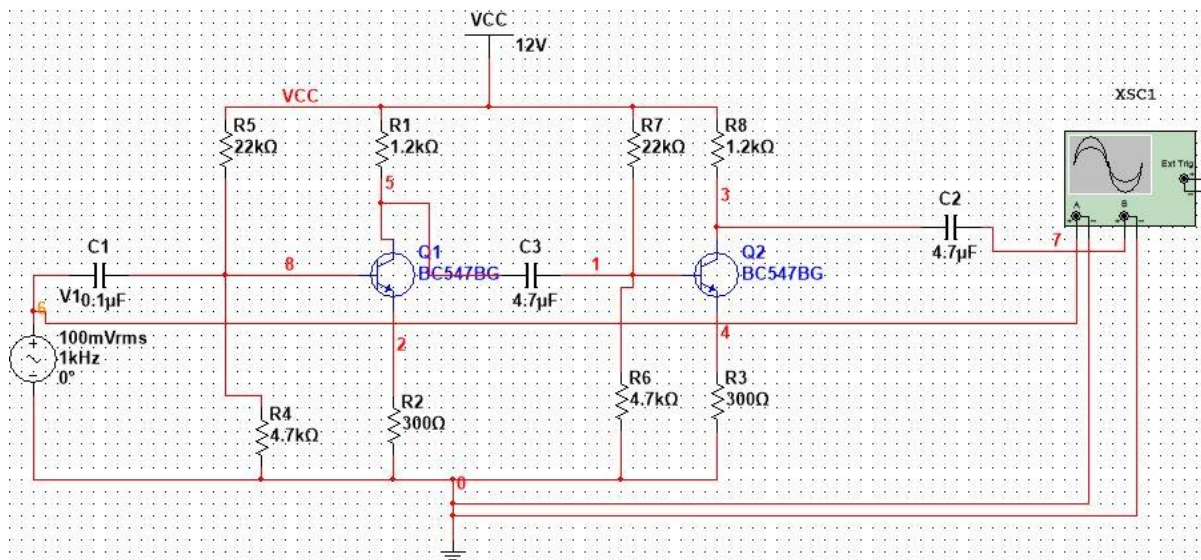 VCC
12V
VCC
XSC1
R5
22kΩ
R1
1.2kΩ
R7
22kΩ
R8
1.2kΩ
Ext Trig
+
-
A
B
+ - + -
5
3
C2
4.7µF
7
C1
0.1µF
8
Q1
BC547BG
C3
4.7µF
1
Q2
BC547BG
V1
6
100mVrms
1kHz
0°
2
4
R4
4.7kΩ
R2
300Ω
R6
4.7kΩ
R3
300Ω
0